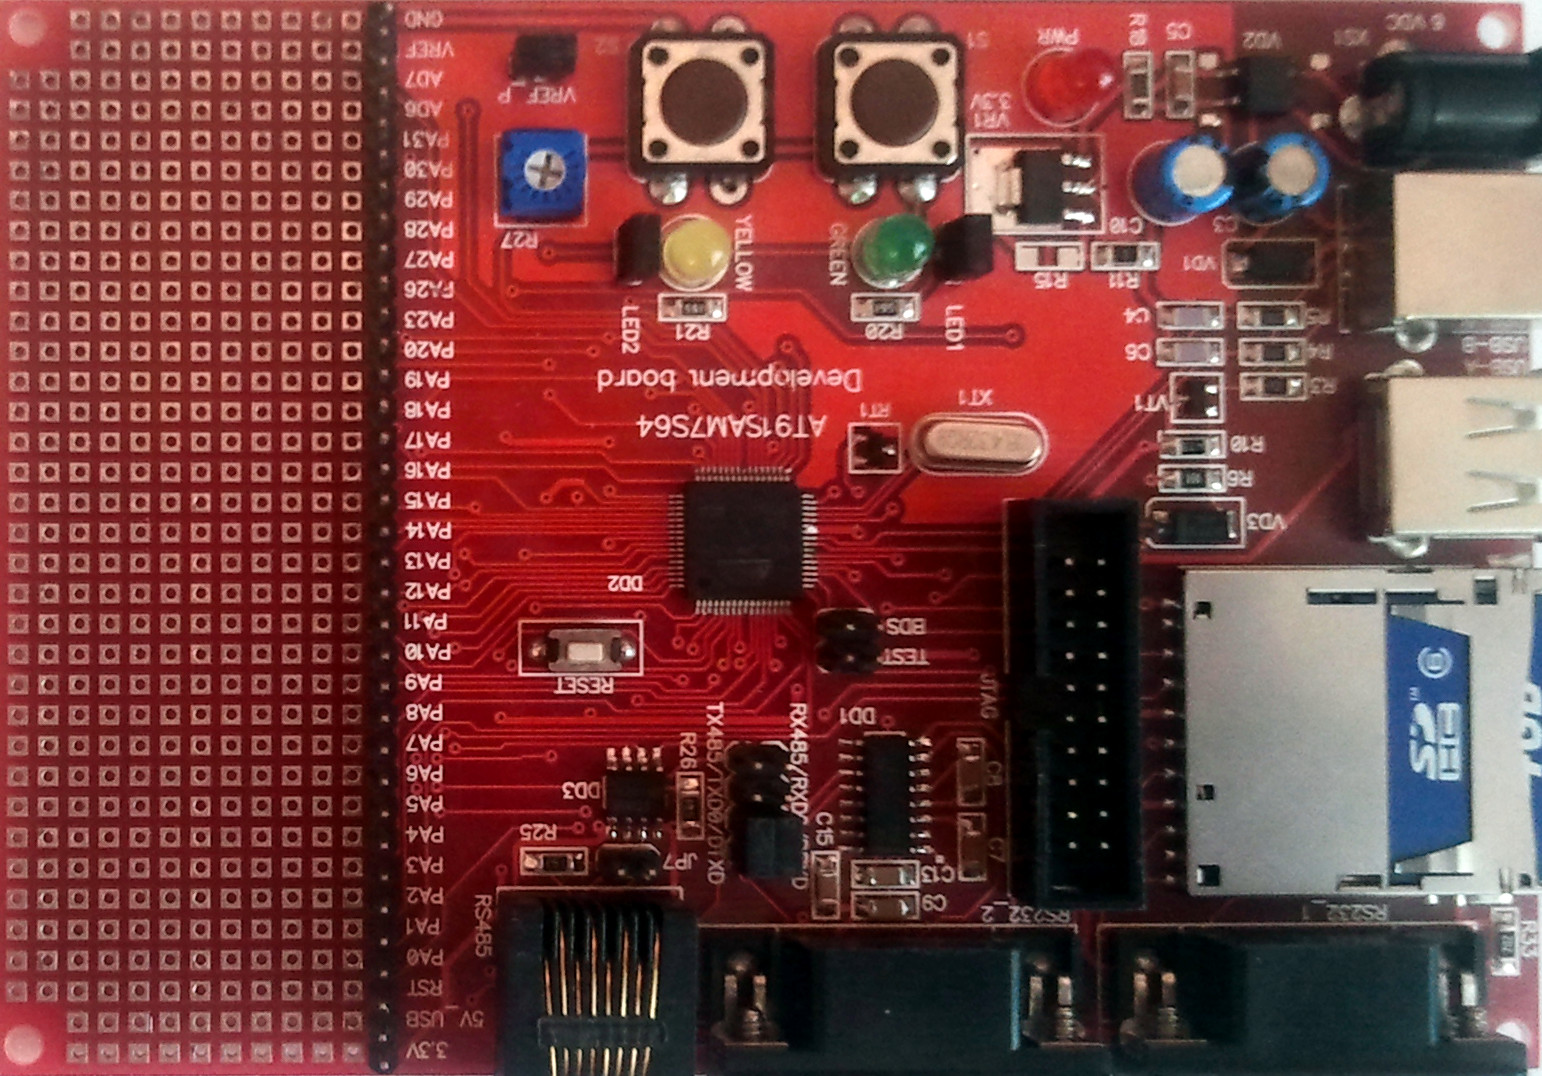 GND
VREF
AD7
AD6
PA31
PA30
PA29
PA28
PA27
PA26
PA23
PA20
PA19
PA18
PA17
PA16
PA15
PA14
PA13
PA12
PA11
PA10
PA9
PA8
PA7
PA6
PA5
PA4
PA3
PA2
PA1
PA0
RST
5V_USB
3.3V
VREF_P
R27
S2
S1
PWR
VR1
3.3V
C5
VD2
XS1
6 VDC
YELLOW
GREEN
LED2
LED1
R21
R20
R15
R11
C10
C3
VD1
C4
C6
R5
R4
R3
USB-B
USB-A
VT1
R10
R6
VD3
Development board
AT91SAM7S64
RT1
XT1
DD2
RESET
BDS
TEST
JTAG
DD1
DD3
R26
TX485/TXD0/DTXD
R25
JP7
C15
C13
C9
C7
RS485
RS232_2
RS232_1
R33
SD